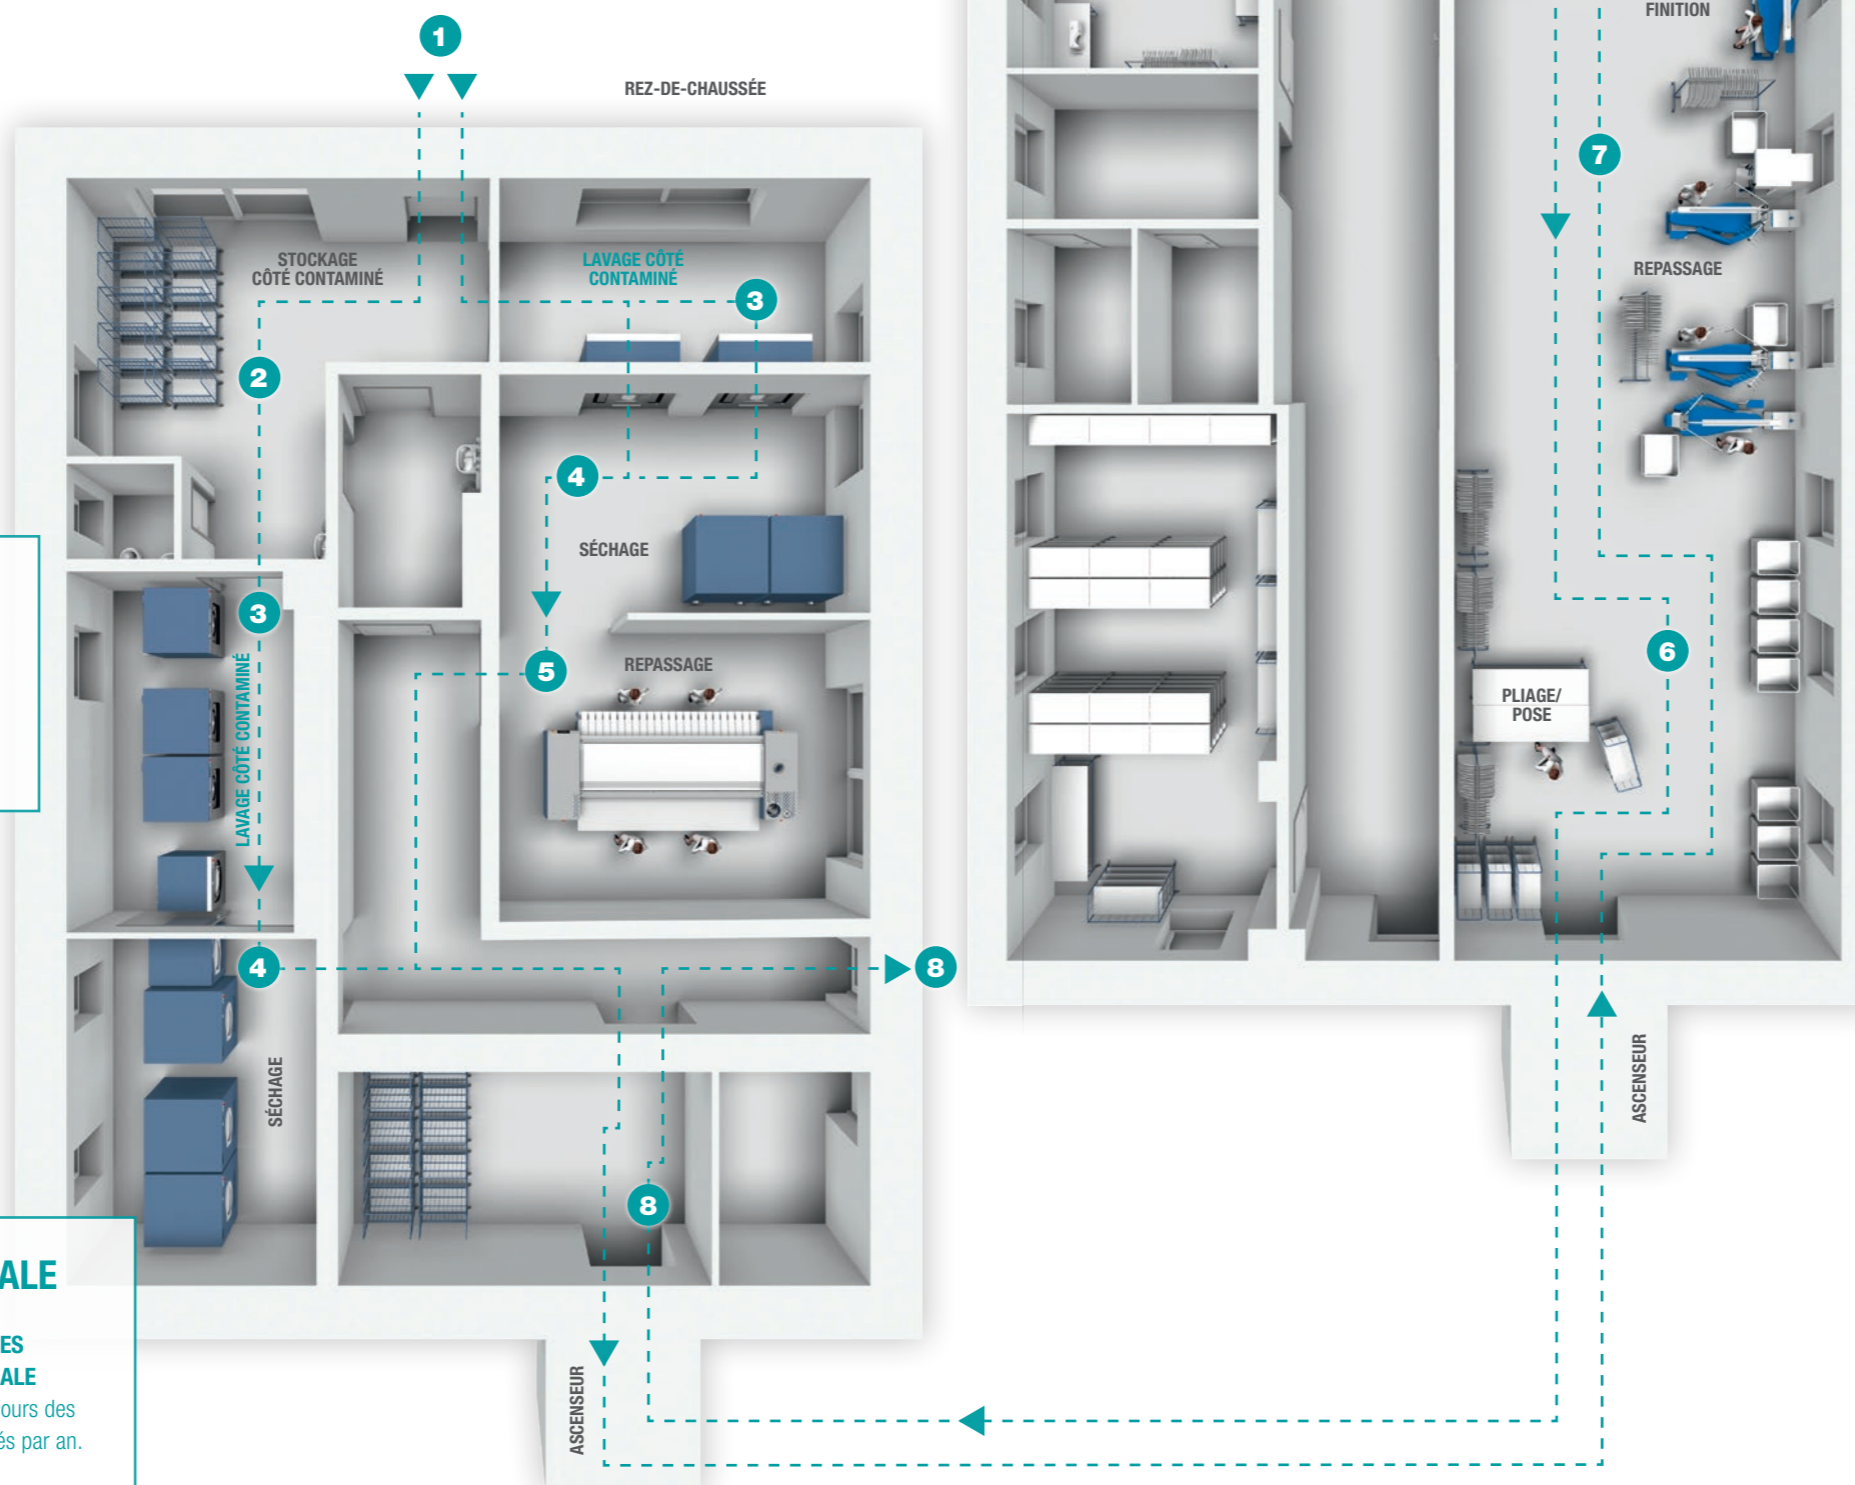 1
REZ-DE-CHAUSSÉE
STOCKAGE
CÔTÉ CONTAMINÉ
LAVAGE CÔTÉ
CONTAMINÉ
3
2
4
SÉCHAGE
3
LAVAGE CÔTÉ CONTAMINÉ
5
REPASSAGE
4
8
SÉCHAGE
8
ASCENSEUR
FINITION
7
REPASSAGE
6
PLIAGE/
POSE
ASCENSEUR
ALE
ES
ALE
ours des
és par an.